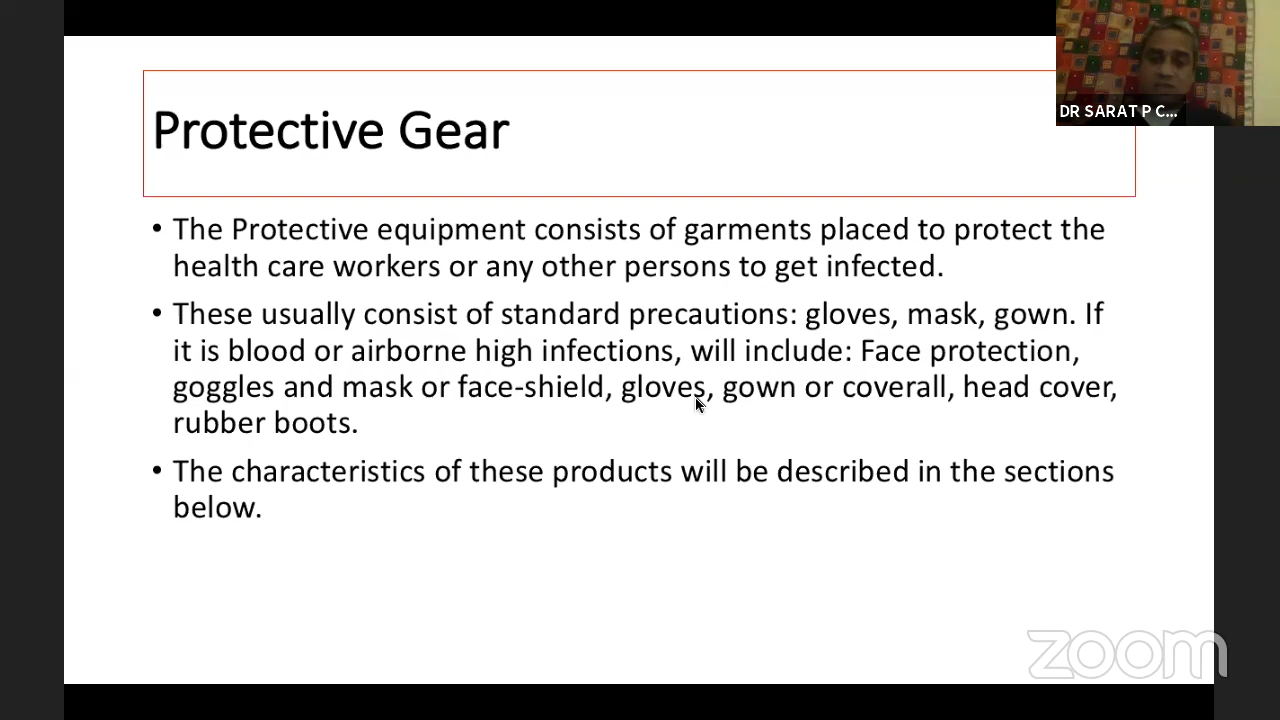 DR SARAT P C...
Protective Gear
• The Protective equipment consists of garments placed to protect the
health care workers or any other persons to get infected.
• These usually consist of standard precautions: gloves, mask, gown. If
it is blood or airborne high infections, will include: Face protection,
goggles and mask or face-shield, gloves, gown or coverall, head cover,
rubber boots.
• The characteristics of these products will be described in the sections
below.
zoom